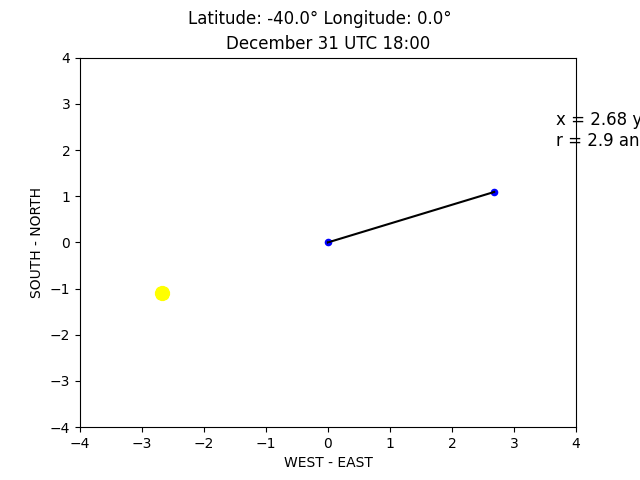 Latitude: -40.0° Longitude: 0.0°
December 31 UTC 18:00
4
3
2
1
0
−1
−2
−3
−4
SOUTH - NORTH
x = 2.68 y
r = 2.9 an
−4 −3 −2 −1 0 1 2 3 4
WEST - EAST